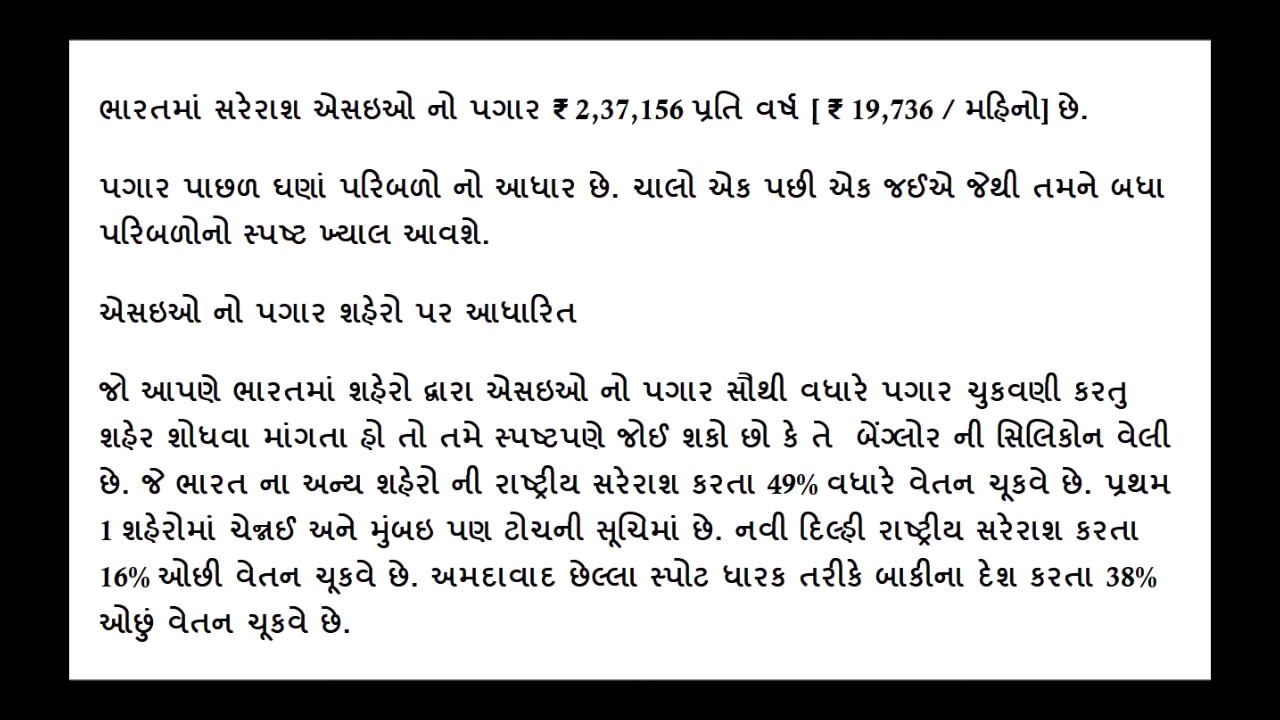 ભારતમાં સરેરાશ એસઇઓ નો પગાર ₹ 2,37,156 પ્રતિ વર્ષ [ ₹ 19,736 / મહિનો] છે.
પગાર પાછળ ઘણાં પરિબળો નો આધાર છે. ચાલો એક પછી એક જઈએ જેથી તમને બધા
પરિબળોનો સ્પષ્ટ ખ્યાલ આવશે.
એસઇઓ નો પગાર શહેરો પર આધારિત
જો આપણે ભારતમાં શહેરો દ્વારા એસઇઓ નો પગાર સૌથી વધારે પગાર ચુકવણી કરતુ
શહેર શોધવા માંગતા હો તો તમે સ્પષ્ટપણે જોઈ શકો છો કે તે બેંગ્લોર ની સિલિકોન વેલી
છે. જે ભારત ના અન્ય શહેરો ની રાષ્ટ્રીય સરેરાશ કરતા 49% વધારે વેતન ચૂકવે છે. પ્રથમ
1 શહેરોમાં ચેન્નઈ અને મુંબઇ પણ ટોચની સૂચિમાં છે. નવી દિલ્હી રાષ્ટ્રીય સરેરાશ કરતા
16% ઓછી વેતન ચૂકવે છે. અમદાવાદ છેલ્લા સ્પોટ ધારક તરીકે બાકીના દેશ કરતા 38%
ઓછું વેતન ચૂકવે છે.